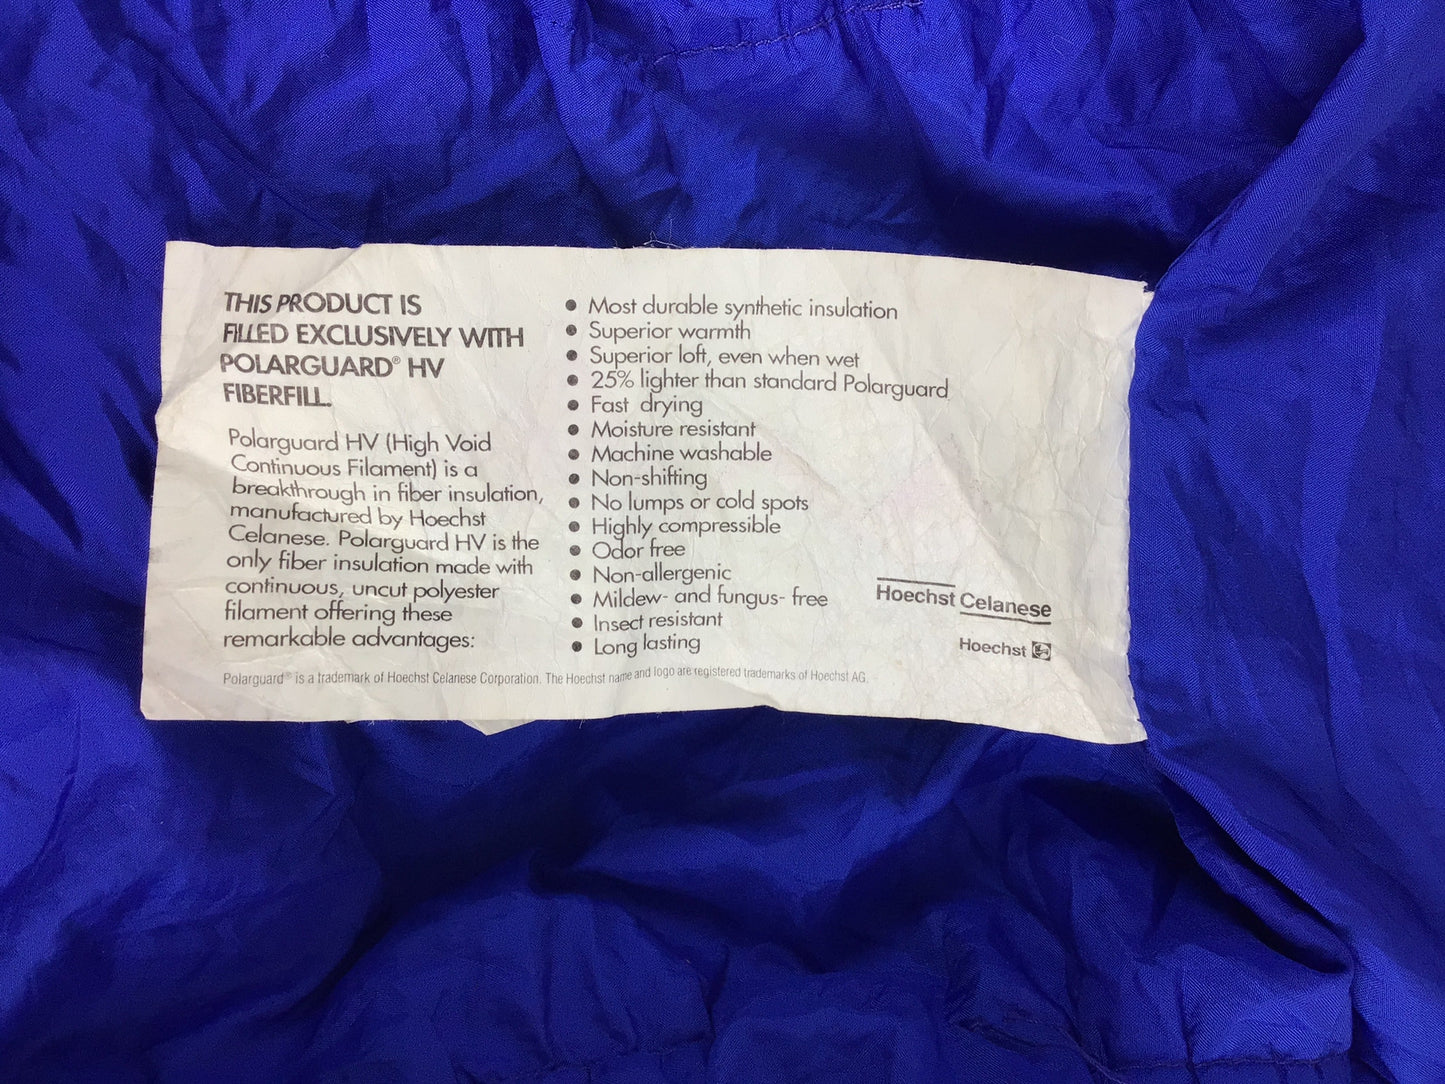 THIS PRODUCT IS
FILLED EXCLUSIVELY WITH
POLARGUARD® HV
FIBERFILL.
Polarguard HV (High Void
Continuous Filament) is a
breakthrough in fiber insulation,
manufactured by Hoechst
Celanese. Polarguard HV is the
only fiber insulation made with
continuous, uncut polyester
filament offering these
remarkable advantages:
● Most durable synthetic insulation
● Superior warmth
● Superior loft, even when wet
● 25% lighter than standard Polarguard
● Fast drying
● Moisture resistant
● Machine washable
● Non-shifting
● No lumps or cold spots
● Highly compressible
● Odor free
● Non-allergenic
● Mildew- and fungus- free
● Insect resistant
● Long lasting
Hoechst Celanese
Hoechst
Polarguard® is a trademark of Hoechst Celanese Corporation. The Hoechst name and logo are registered trademarks of Hoechst AG.